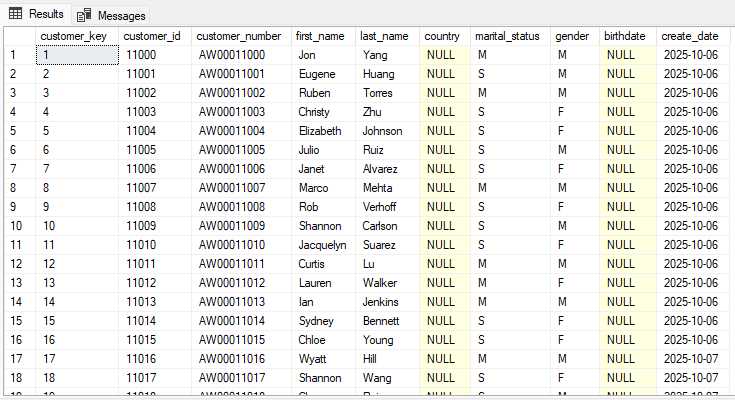 Results Messages
customer_key customer_id customer_number first_name last_name country marital_status gender birthdate create_date
1 1 11000 AW00011000 Jon Yang NULL M M NULL 2025-10-06
2 2 11001 AW00011001 Eugene Huang NULL S M NULL 2025-10-06
3 3 11002 AW00011002 Ruben Torres NULL M M NULL 2025-10-06
4 4 11003 AW00011003 Christy Zhu NULL S F NULL 2025-10-06
5 5 11004 AW00011004 Elizabeth Johnson NULL S F NULL 2025-10-06
6 6 11005 AW00011005 Julio Ruiz NULL S M NULL 2025-10-06
7 7 11006 AW00011006 Janet Alvarez NULL S F NULL 2025-10-06
8 8 11007 AW00011007 Marco Mehta NULL M M NULL 2025-10-06
9 9 11008 AW00011008 Rob Verhoff NULL S F NULL 2025-10-06
10 10 11009 AW00011009 Shannon Carlson NULL S M NULL 2025-10-06
11 11 11010 AW00011010 Jacquelyn Suarez NULL S F NULL 2025-10-06
12 12 11011 AW00011011 Curtis Lu NULL M M NULL 2025-10-06
13 13 11012 AW00011012 Lauren Walker NULL M F NULL 2025-10-06
14 14 11013 AW00011013 Ian Jenkins NULL M M NULL 2025-10-06
15 15 11014 AW00011014 Sydney Bennett NULL S F NULL 2025-10-06
16 16 11015 AW00011015 Chloe Young NULL S F NULL 2025-10-06
17 17 11016 AW00011016 Wyatt Hill NULL M M NULL 2025-10-07
18 18 11017 AW00011017 Shannon Wang NULL S F NULL 2025-10-07